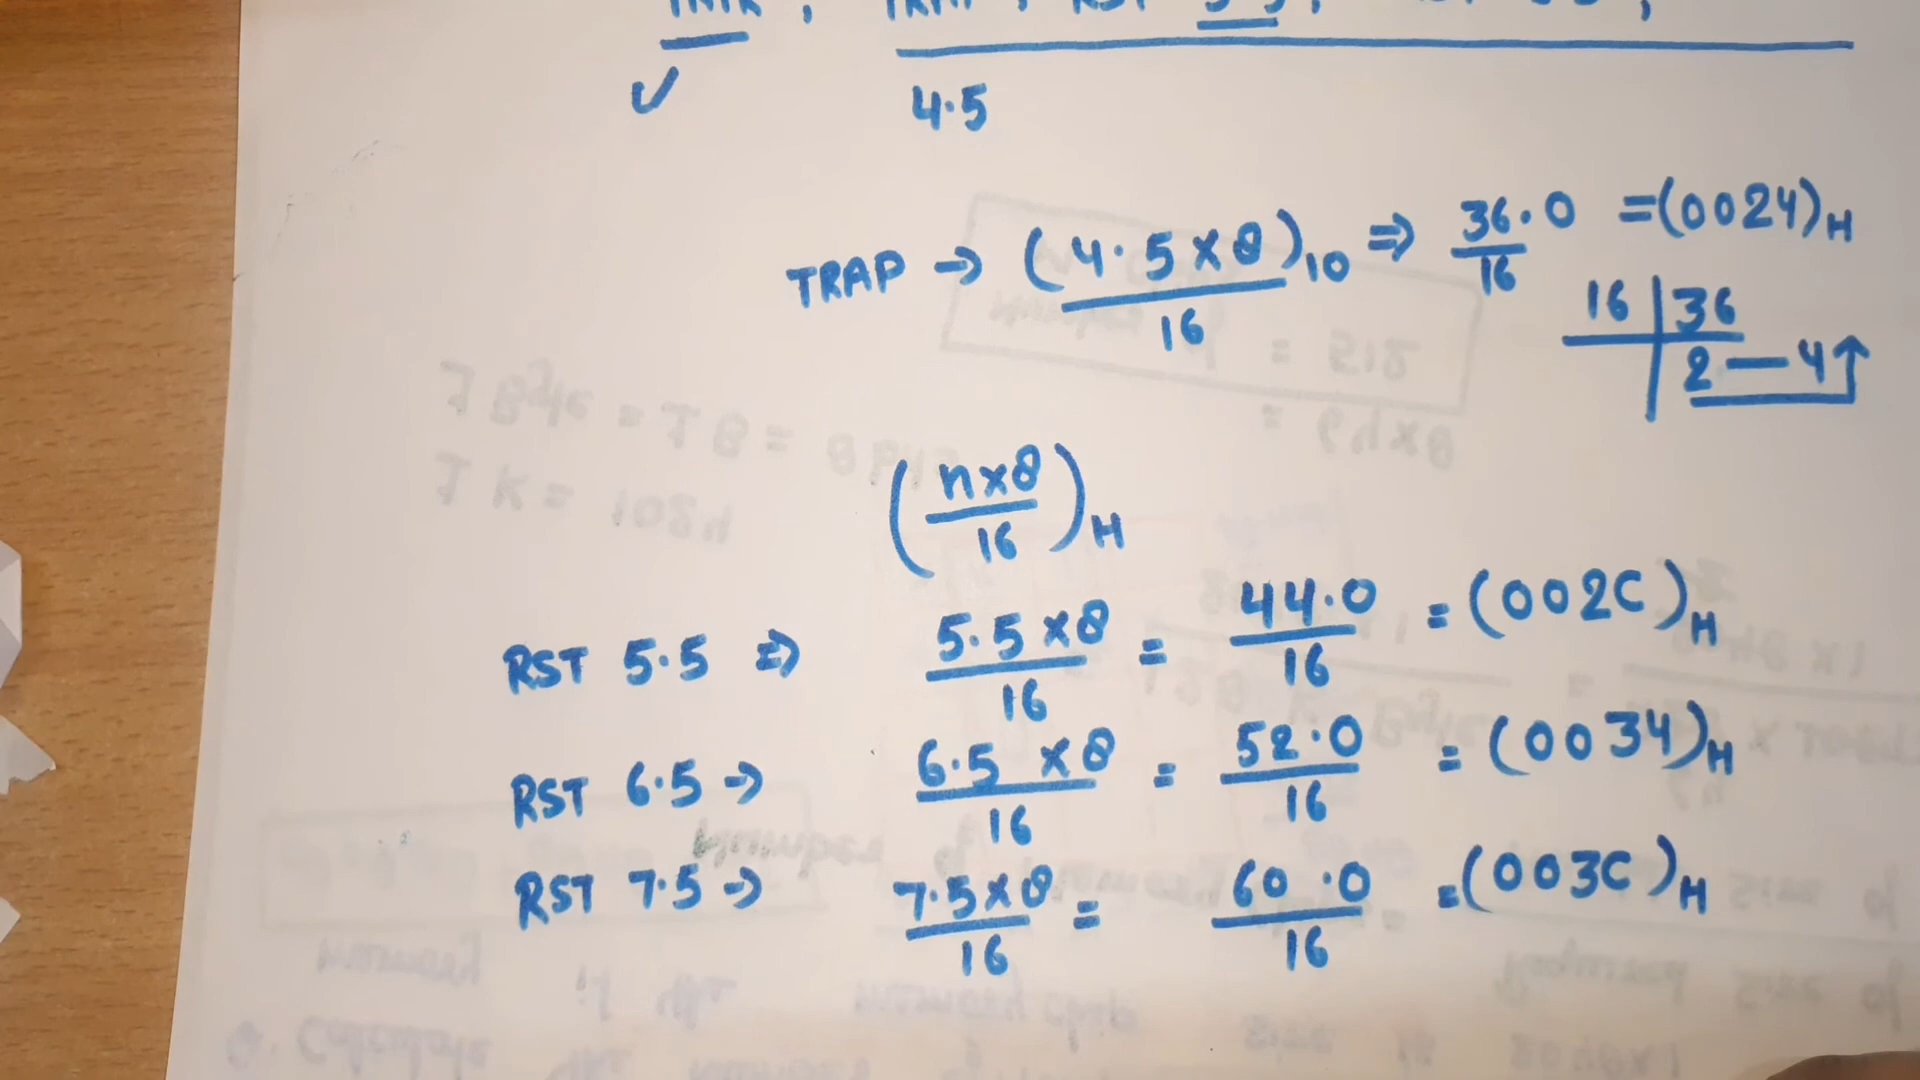 4.5
TRAP → (4.5 x 8)10 / 16 ⇒ 36.0 / 16 = (0024)H
16 | 36
2 — 4
(n x 8 / 16)H
RST 5.5 ⇒ 5.5 x 8 / 16 = 44.0 / 16 = (002C)H
RST 6.5 → 6.5 x 8 / 16 = 52.0 / 16 = (0034)H
RST 7.5 → 7.5 x 8 / 16 = 60.0 / 16 = (003C)H